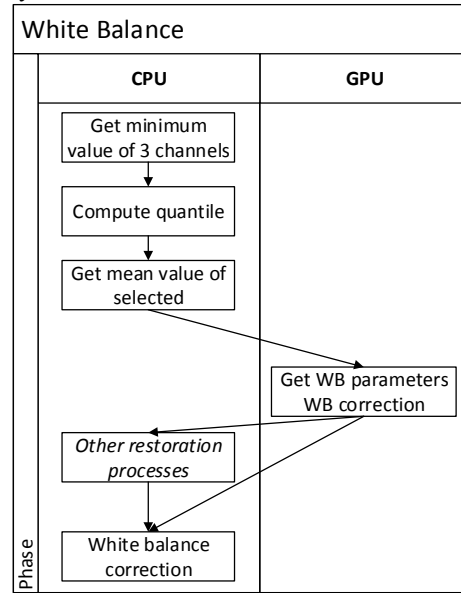 White Balance
CPU
GPU
Get minimum
value of 3 channels
Compute quantile
Get mean value of
selected
Get WB parameters
WB correction
Other restoration
processes
White balance
correction
Phase